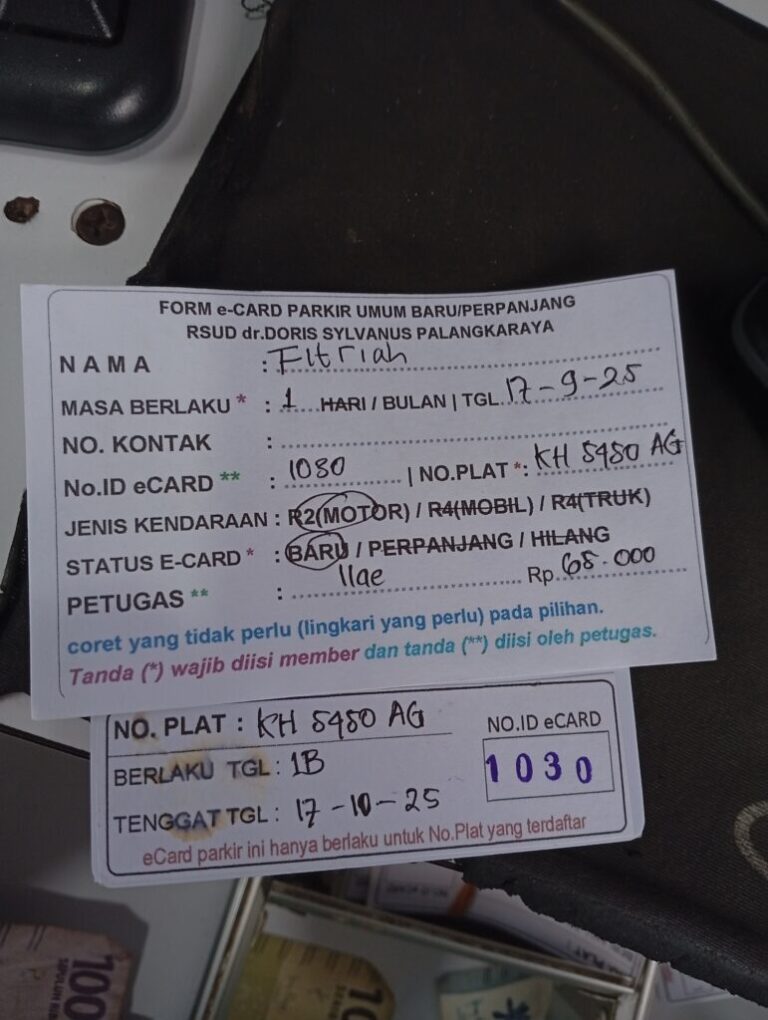 FORM e-CARD PARKIR UMUM BARU/PERPANJANG
RSUD dr.DORIS SYLVANUS PALANGKARAYA
NAMA : Fitriah
MASA BERLAKU * : 1 HARI / BULAN | TGL. 17-9-25
NO. KONTAK :
No.ID eCARD ** : 1030 | NO.PLAT *: KH 5950 AG
JENIS KENDARAAN : R2(MOTOR) / R4(MOBIL) / R4(TRUK)
STATUS E-CARD * : BARU / PERPANJANG / HILANG
PETUGAS ** : Ilae Rp. 65.000
coret yang tidak perlu (lingkari yang perlu) pada pilihan.
Tanda (*) wajib diisi member dan tanda (**) diisi oleh petugas.
NO. PLAT : KH 5950 AG
NO.ID eCARD
1030
BERLAKU TGL : 1B
TENGGAT TGL : 17-10-25
eCard parkir ini hanya berlaku untuk No.Plat yang terdaftar
100